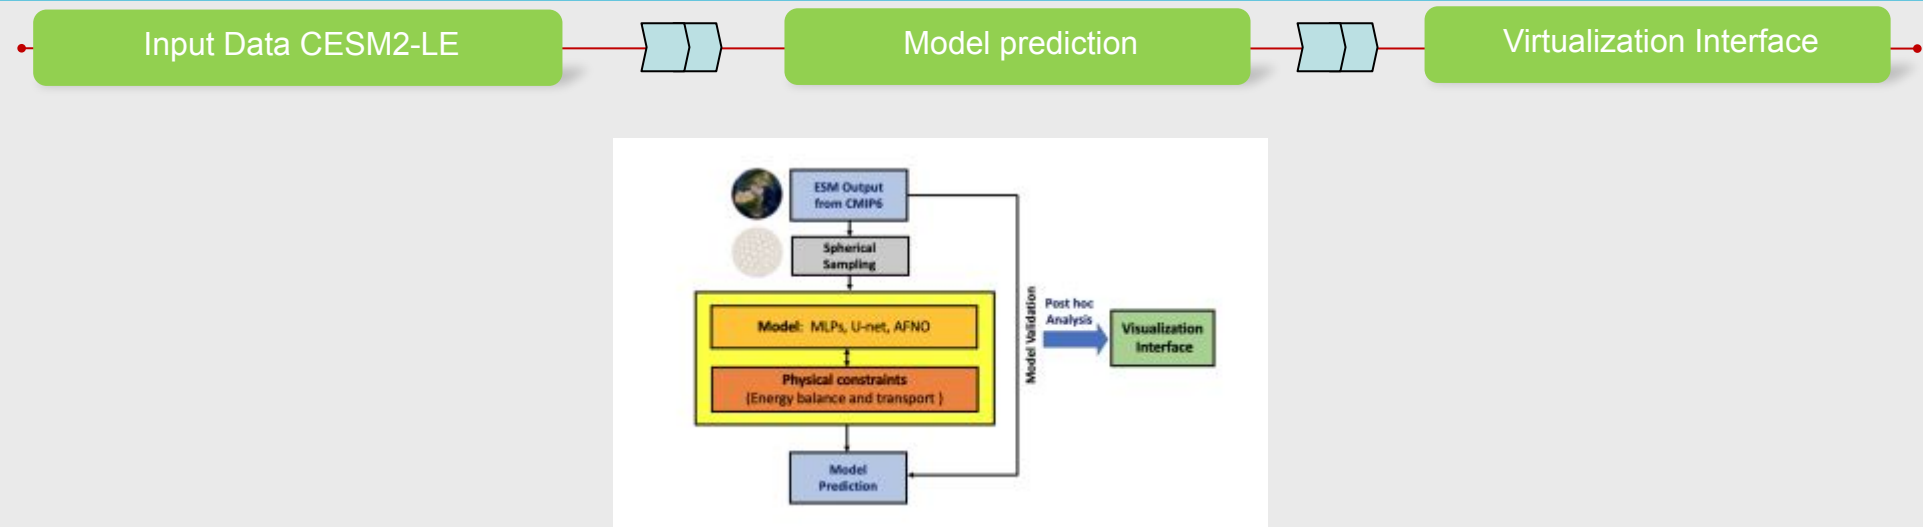 Input Data CESM2-LE
Model prediction
Virtualization Interface
ESM Output
from CMIP6
Spherical
Sampling
Model: MLPs, U-net, AFNO
Physical constraints
(Energy balance and transport )
Model
Prediction
Model Validation
Post hoc
Analysis
Visualization
Interface